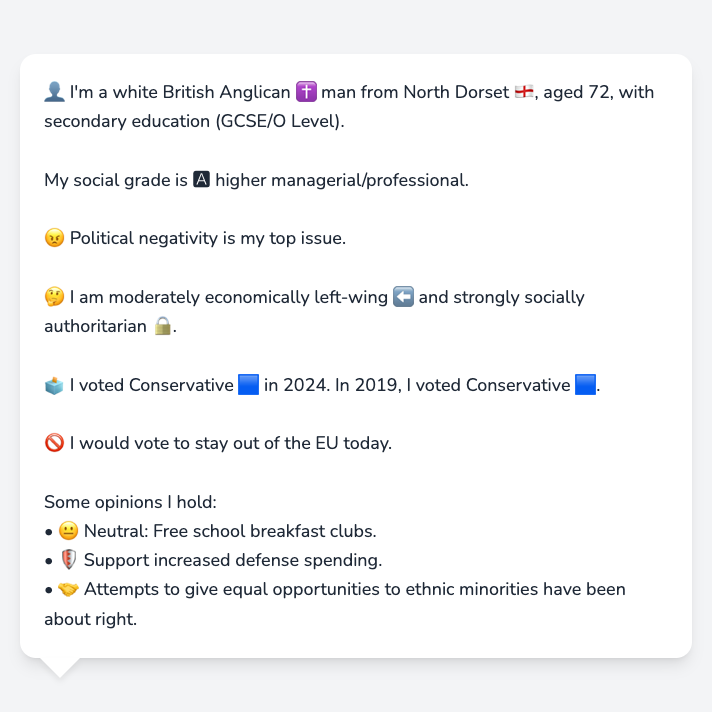 👤 I'm a white British Anglican ✝️ man from North Dorset 🏴󠁧󠁢󠁥󠁮󠁧󠁿, aged 72, with
secondary education (GCSE/O Level).
My social grade is 🅰️ higher managerial/professional.
😠 Political negativity is my top issue.
🤔 I am moderately economically left-wing ⬅️ and strongly socially
authoritarian 🔒.
🗳️ I voted Conservative 🟦 in 2024. In 2019, I voted Conservative 🟦.
🚫 I would vote to stay out of the EU today.
Some opinions I hold:
• 😐 Neutral: Free school breakfast clubs.
• 🛡️ Support increased defense spending.
• 🤝 Attempts to give equal opportunities to ethnic minorities have been
about right.